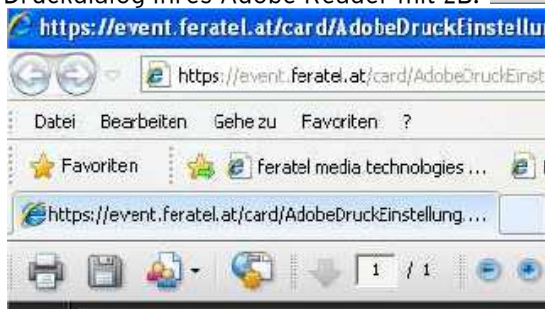 Druckdialog Ihres Adobe Reader mit zB.
https://event.feratel.at/card/AdobeDruckEinstellu
https://event.feratel.at/card/AdobeDruckEinst
Datei Bearbeiten Gehe zu Favoriten ?
Favoriten feratel media technologies ...
https://event.feratel.at/card/AdobeDruckEinstellung....
1 / 1